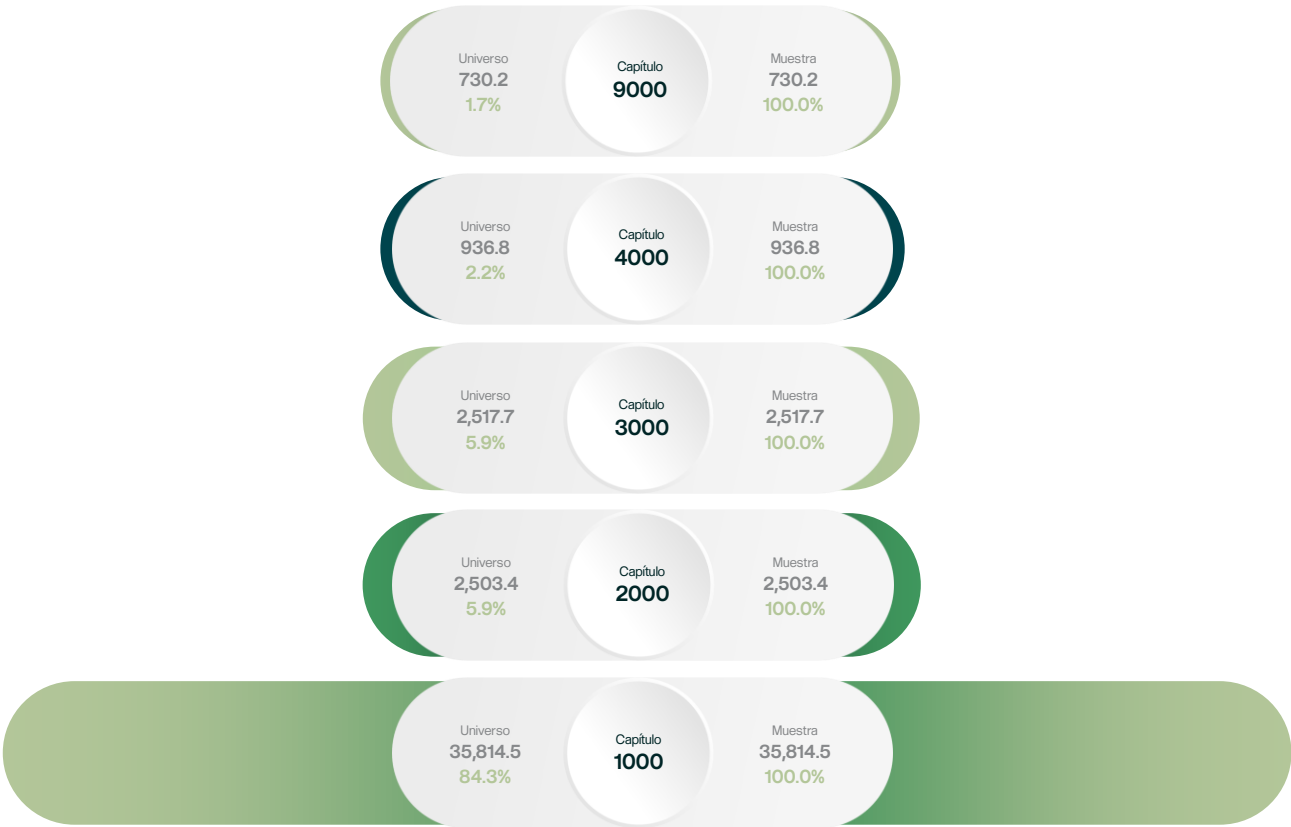 Universo
730.2
1.7%
Capítulo
9000
Muestra
730.2
100.0%
Universo
936.8
2.2%
Capítulo
4000
Muestra
936.8
100.0%
Universo
2,517.7
5.9%
Capítulo
3000
Muestra
2,517.7
100.0%
Universo
2,503.4
5.9%
Capítulo
2000
Muestra
2,503.4
100.0%
Universo
35,814.5
84.3%
Capítulo
1000
Muestra
35,814.5
100.0%